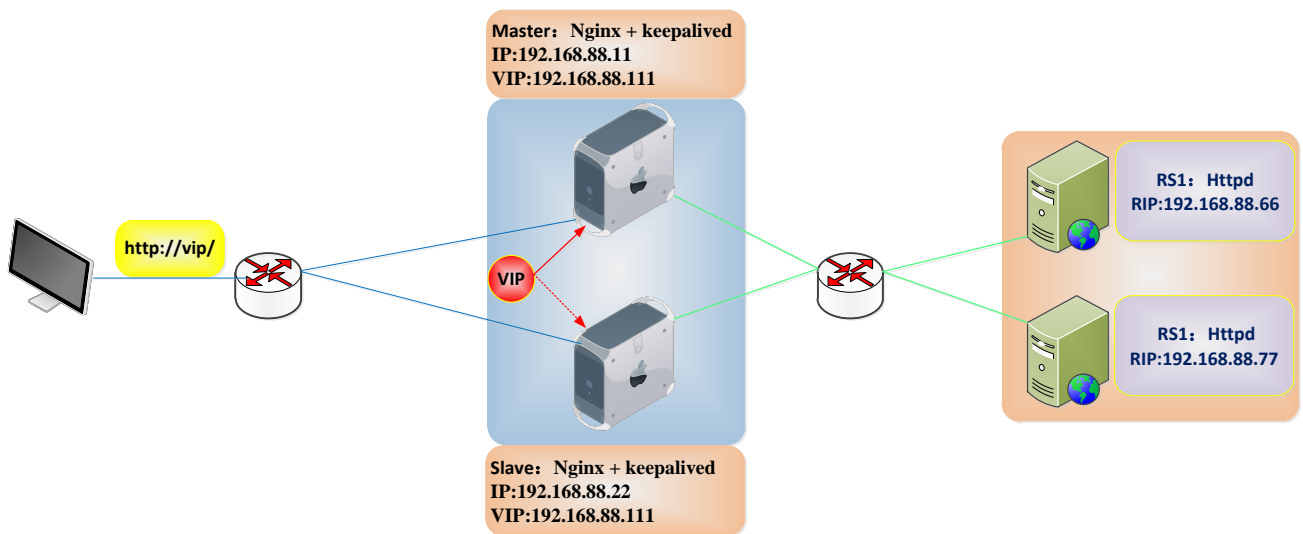 Master：Nginx + keepalived
IP:192.168.88.11
VIP:192.168.88.111
http://vip/
VIP
RS1：Httpd
RIP:192.168.88.66
RS1：Httpd
RIP:192.168.88.77
Slave：Nginx + keepalived
IP:192.168.88.22
VIP:192.168.88.111